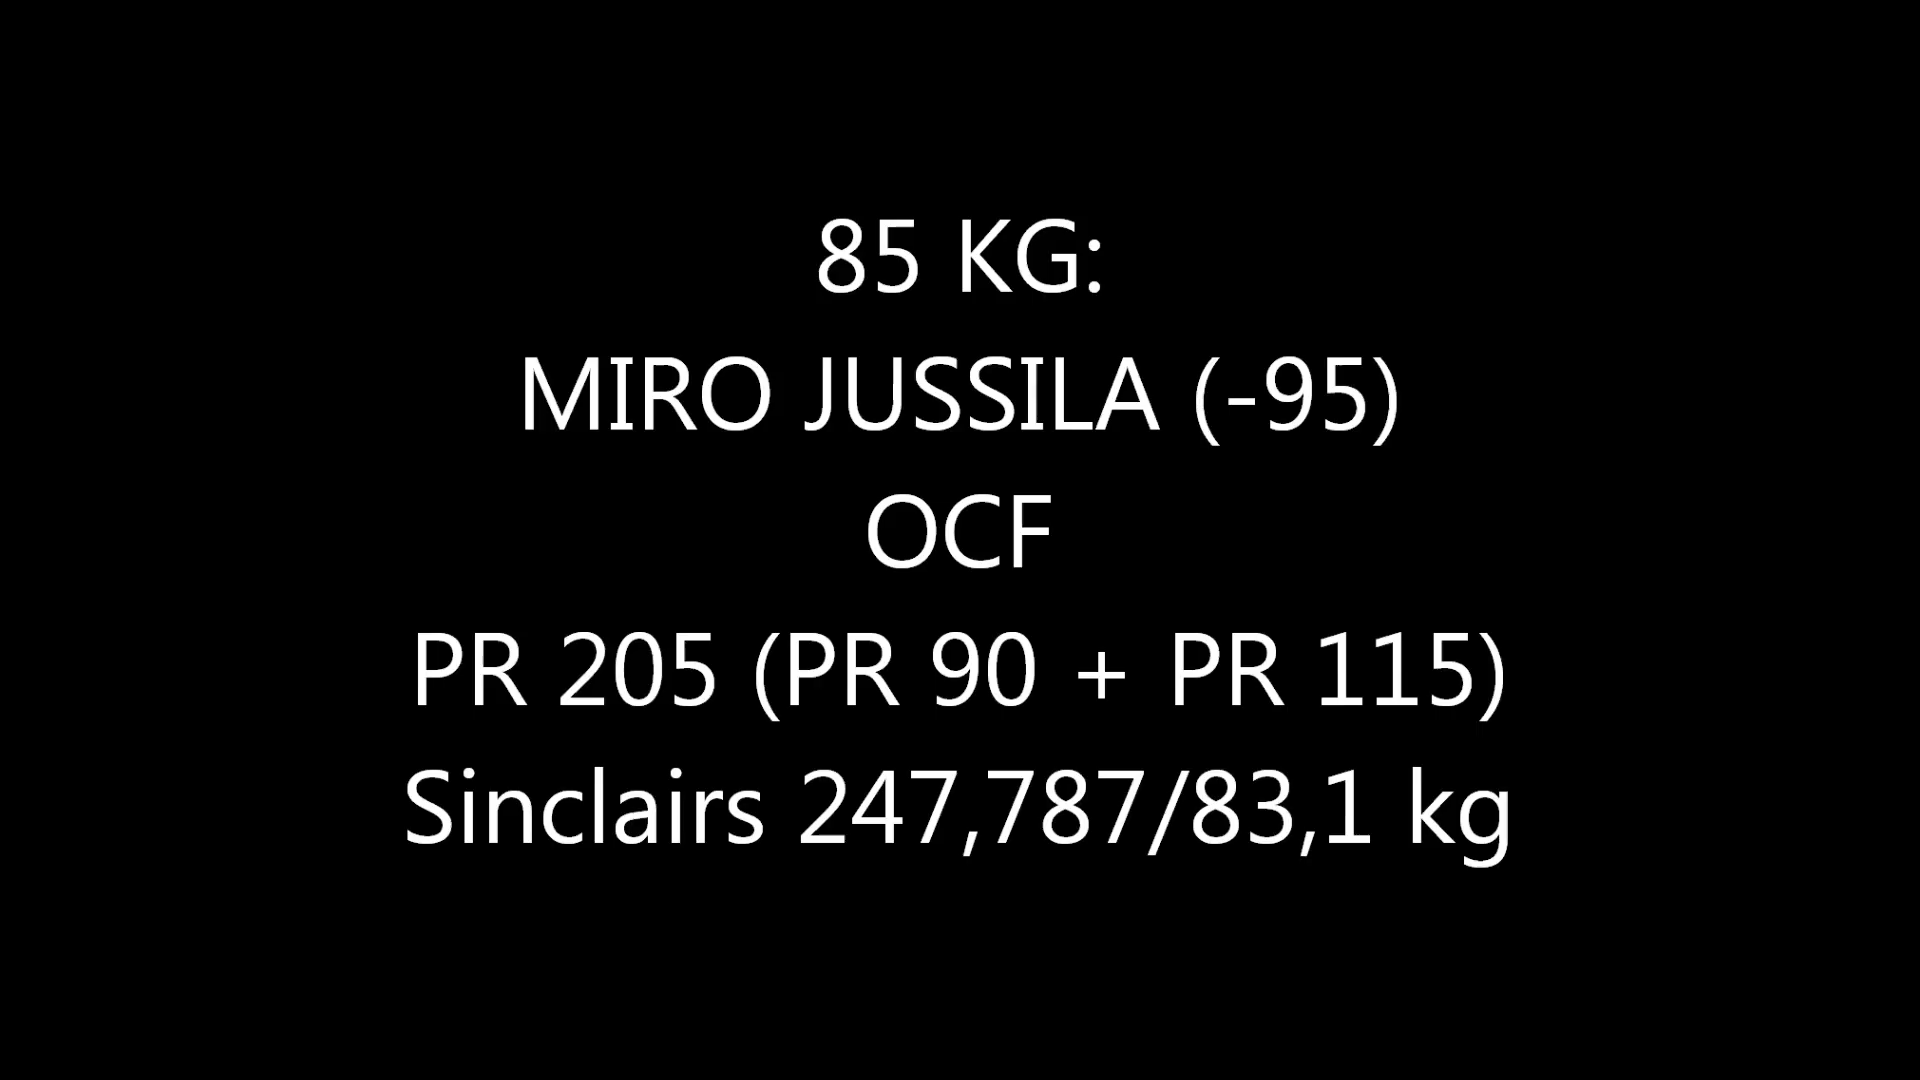 85 KG:
MIRO JUSSILA (-95)
OCF
PR 205 (PR 90 + PR 115)
Sinclairs 247,787/83,1 kg